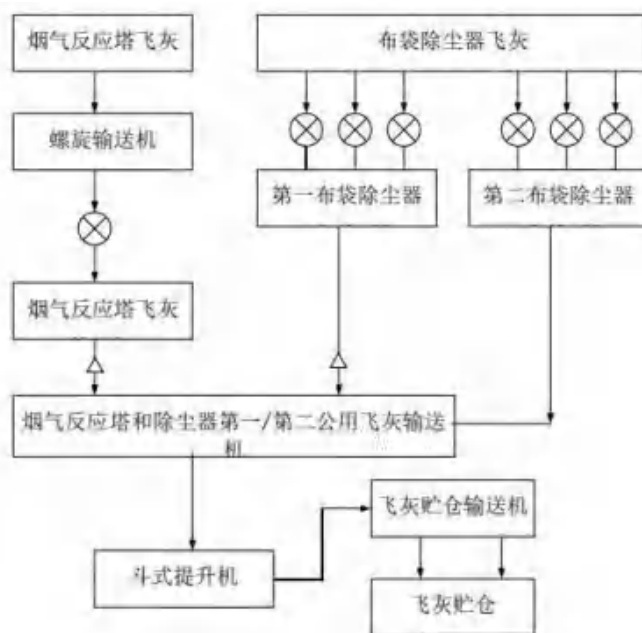 烟气反应塔飞灰
布袋除尘器飞灰
螺旋输送机
第一布袋除尘器
第二布袋除尘器
烟气反应塔飞灰
烟气反应塔和除尘器第一/第二公用飞灰输送
机
飞灰贮仓输送机
斗式提升机
飞灰贮仓